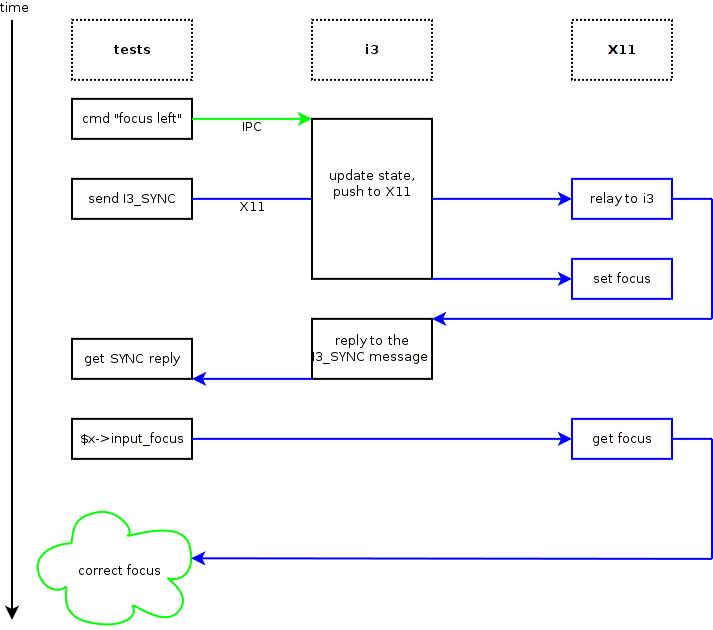 time
tests
i3
X11
cmd "focus left"
IPC
update state,
push to X11
send I3_SYNC
X11
relay to i3
set focus
reply to the
I3_SYNC message
get SYNC reply
$x->input_focus
get focus
correct focus